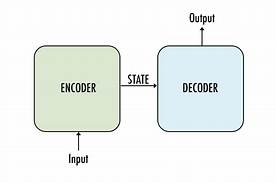 Output
STATE
ENCODER
DECODER
Input